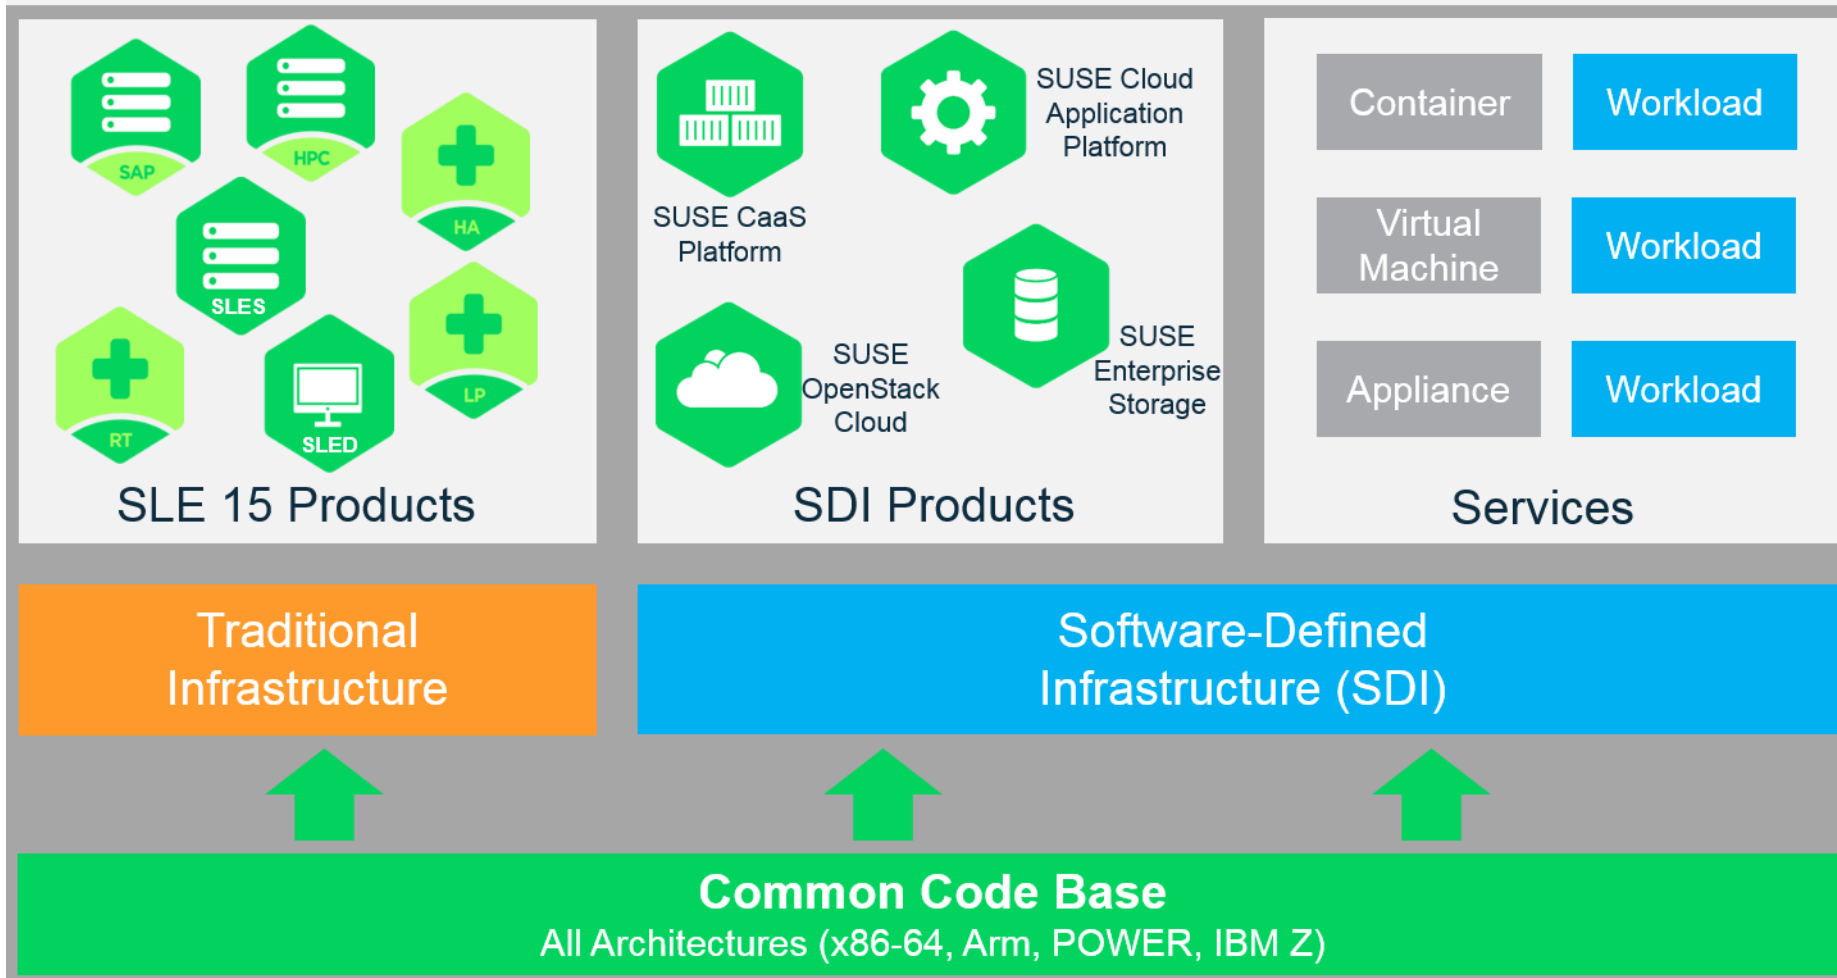 SAP
HPC
HA
SLES
LP
RT
SLED
SLE 15 Products
SUSE CaaS
Platform
SUSE Cloud
Application
Platform
SUSE
OpenStack
Cloud
SUSE
Enterprise
Storage
SDI Products
Container
Workload
Virtual
Machine
Workload
Appliance
Workload
Services
Traditional
Infrastructure
Software-Defined
Infrastructure (SDI)
Common Code Base
All Architectures (x86-64, Arm, POWER, IBM Z)